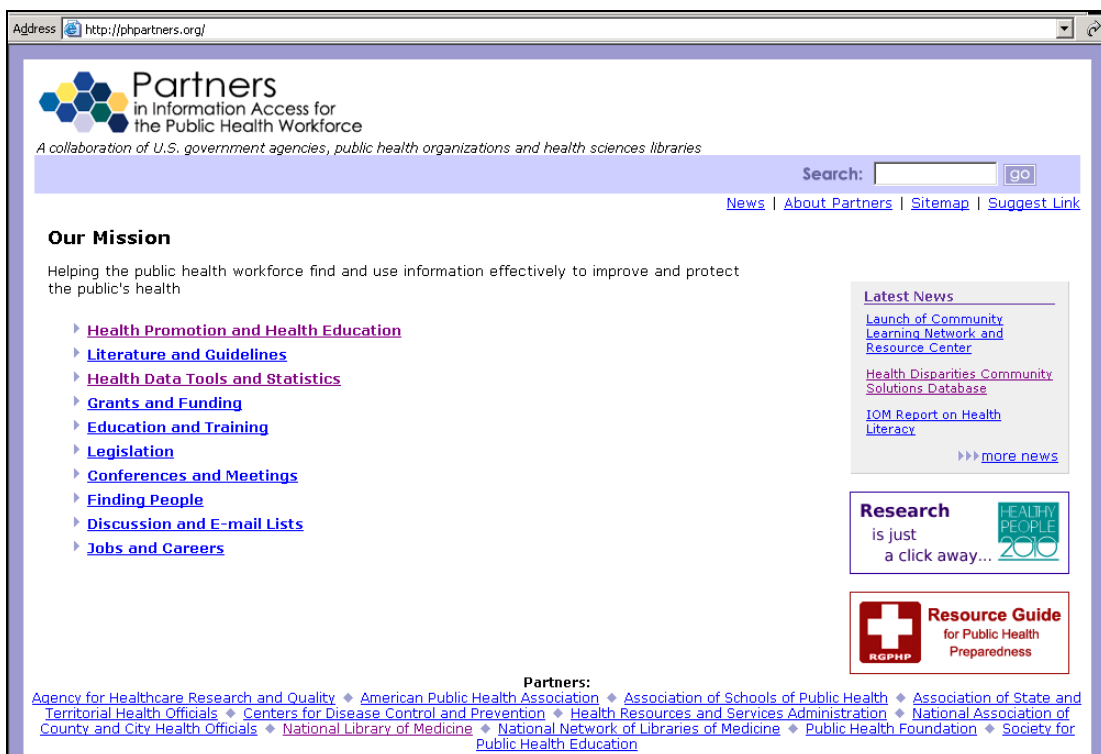 Address http://phpartners.org/
Partners
in Information Access for
the Public Health Workforce
A collaboration of U.S. government agencies, public health organizations and health sciences libraries
Search: go
News | About Partners | Sitemap | Suggest Link
Our Mission
Helping the public health workforce find and use information effectively to improve and protect
the public's health
Health Promotion and Health Education
Literature and Guidelines
Health Data Tools and Statistics
Grants and Funding
Education and Training
Legislation
Conferences and Meetings
Finding People
Discussion and E-mail Lists
Jobs and Careers
Latest News
Launch of Community
Learning Network and
Resource Center
Health Disparities Community
Solutions Database
IOM Report on Health
Literacy
more news
Research
is just
a click away...
HEALTHY
PEOPLE
2010
RGPHP
Resource Guide
for Public Health
Preparedness
Partners:
Agency for Healthcare Research and Quality ◆ American Public Health Association ◆ Association of Schools of Public Health ◆ Association of State and
Territorial Health Officials ◆ Centers for Disease Control and Prevention ◆ Health Resources and Services Administration ◆ National Association of
County and City Health Officials ◆ National Library of Medicine ◆ National Network of Libraries of Medicine ◆ Public Health Foundation ◆ Society for
Public Health Education